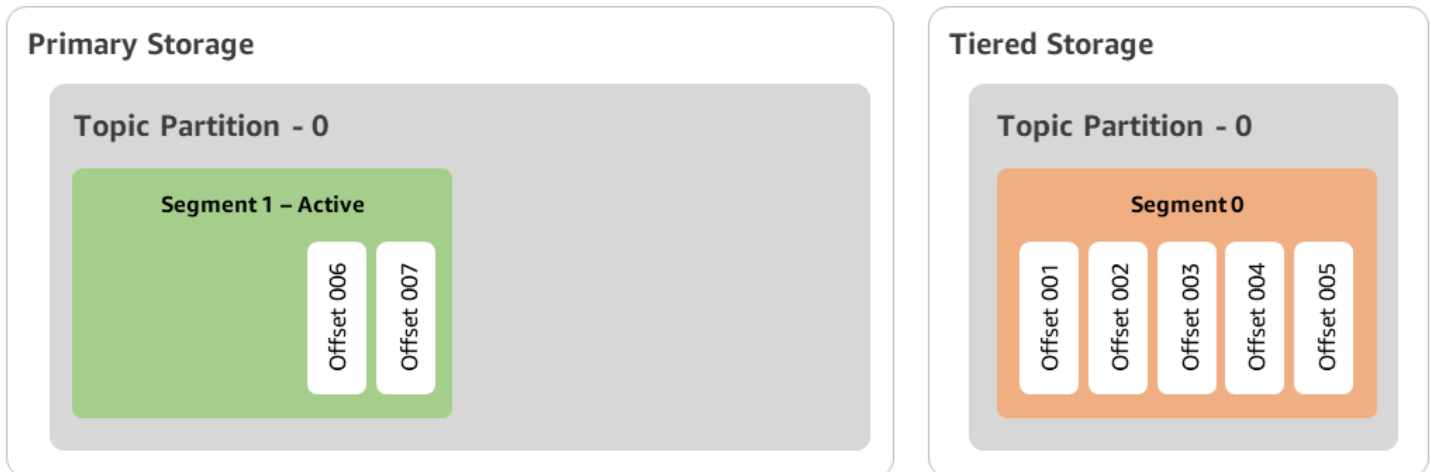 Primary Storage
Topic Partition - 0
Segment 1 – Active
Offset 006
Offset 007
Tiered Storage
Topic Partition - 0
Segment 0
Offset 001
Offset 002
Offset 003
Offset 004
Offset 005